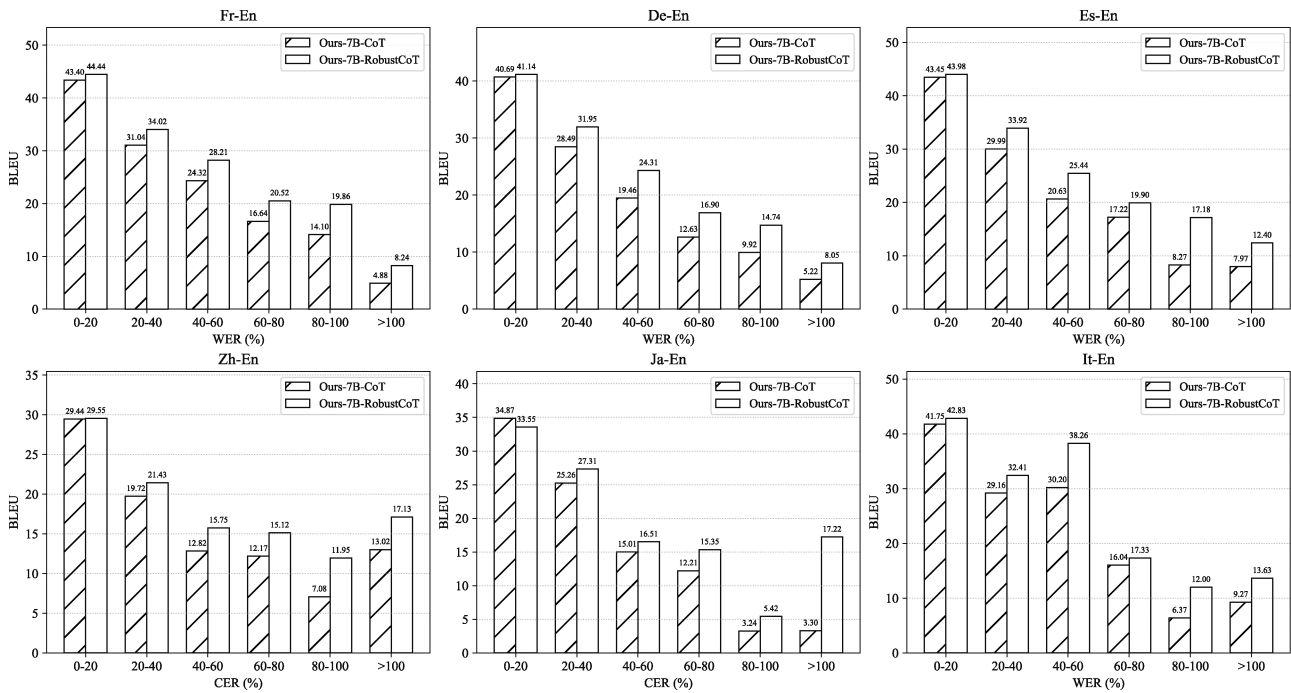 Fr-En
BLEU
50
40
30
20
10
0
Ours-7B-CoT
Ours-7B-RobustCoT
43.40 44.44
31.04 34.02
24.32 28.21
16.64 20.52
14.10 19.86
4.88 8.24
0-20 20-40 40-60 60-80 80-100 >100
WER (%)
De-En
BLEU
40
30
20
10
0
Ours-7B-CoT
Ours-7B-RobustCoT
40.69 41.14
28.49 31.95
19.46 24.31
12.63 16.90
9.92 14.74
5.22 8.05
0-20 20-40 40-60 60-80 80-100 >100
WER (%)
Es-En
BLEU
50
40
30
20
10
0
Ours-7B-CoT
Ours-7B-RobustCoT
43.45 43.98
29.99 33.92
20.63 25.44
17.22 19.90
8.27 17.18
7.97 12.40
0-20 20-40 40-60 60-80 80-100 >100
WER (%)
Zh-En
BLEU
35
30
25
20
15
10
5
0
Ours-7B-CoT
Ours-7B-RobustCoT
29.44 29.55
19.72 21.43
12.82 15.75
12.17 15.12
7.08 11.95
13.02 17.13
0-20 20-40 40-60 60-80 80-100 >100
CER (%)
Ja-En
BLEU
40
35
30
25
20
15
10
5
0
Ours-7B-CoT
Ours-7B-RobustCoT
34.87 33.55
25.26 27.31
15.01 16.51
12.21 15.35
3.24 5.42
3.30 17.22
0-20 20-40 40-60 60-80 80-100 >100
CER (%)
It-En
BLEU
50
40
30
20
10
0
Ours-7B-CoT
Ours-7B-RobustCoT
41.75 42.83
29.16 32.41
30.20 38.26
16.04 17.33
6.37 12.00
9.27 13.63
0-20 20-40 40-60 60-80 80-100 >100
WER (%)